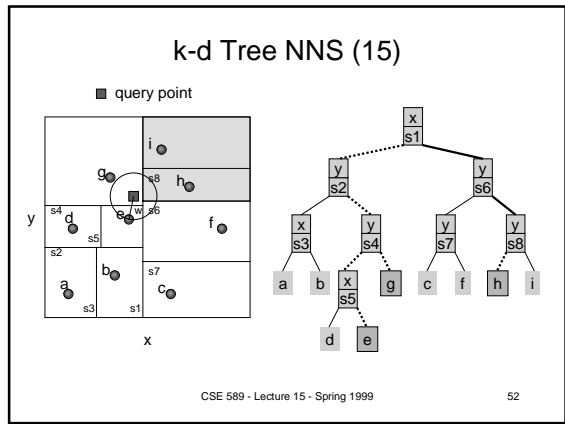 k-d Tree NNS (15)
query point
x
s1
i
y
y
g
s8
h
s2
s6
s4
d
e
w
s6
y
f
x
y
y
y
s5
s3
s4
s7
s8
s2
a
b
x
g
c
f
h
i
b
s7
s5
a
c
s3
s1
d
e
x
CSE 589 - Lecture 15 - Spring 1999
52